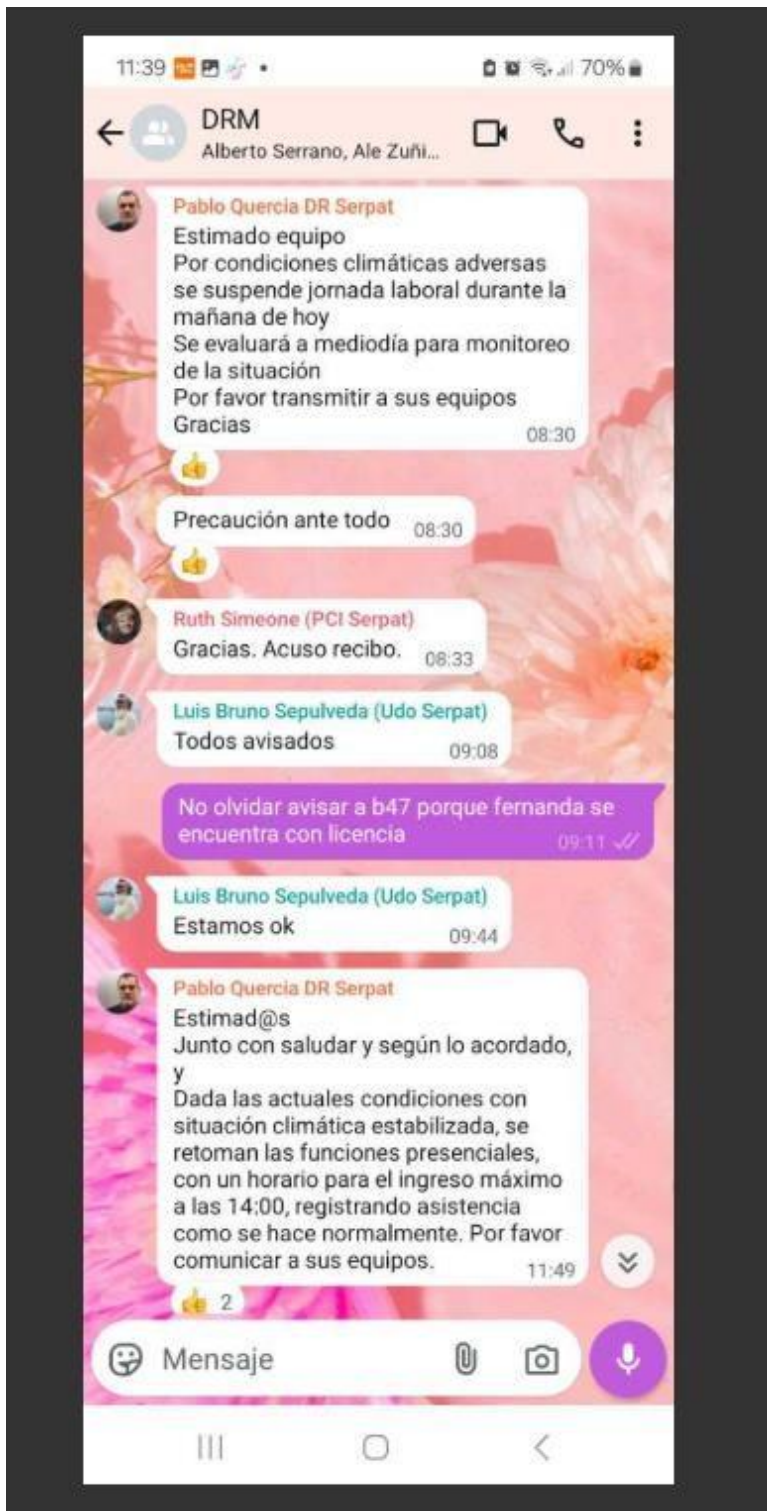 11:39
70%
DRM
Alberto Serrano, Ale Zuñi...
Pablo Quercia DR Serpat
Estimado equipo
Por condiciones climáticas adversas
se suspende jornada laboral durante la
mañana de hoy
Se evaluará a mediodía para monitoreo
de la situación
Por favor transmitir a sus equipos
Gracias
08:30
Precaución ante todo
08:30
Ruth Simeone (PCI Serpat)
Gracias. Acuso recibo.
08:33
Luis Bruno Sepulveda (Udo Serpat)
Todos avisados
09:08
No olvidar avisar a b47 porque fernanda se
encuentra con licencia
09:11
Luis Bruno Sepulveda (Udo Serpat)
Estamos ok
09:44
Pablo Quercia DR Serpat
Estimad@s
Junto con saludar y según lo acordado,
y
Dada las actuales condiciones con
situación climática estabilizada, se
retoman las funciones presenciales,
con un horario para el ingreso máximo
a las 14:00, registrando asistencia
como se hace normalmente. Por favor
comunicar a sus equipos.
11:49
2
Mensaje